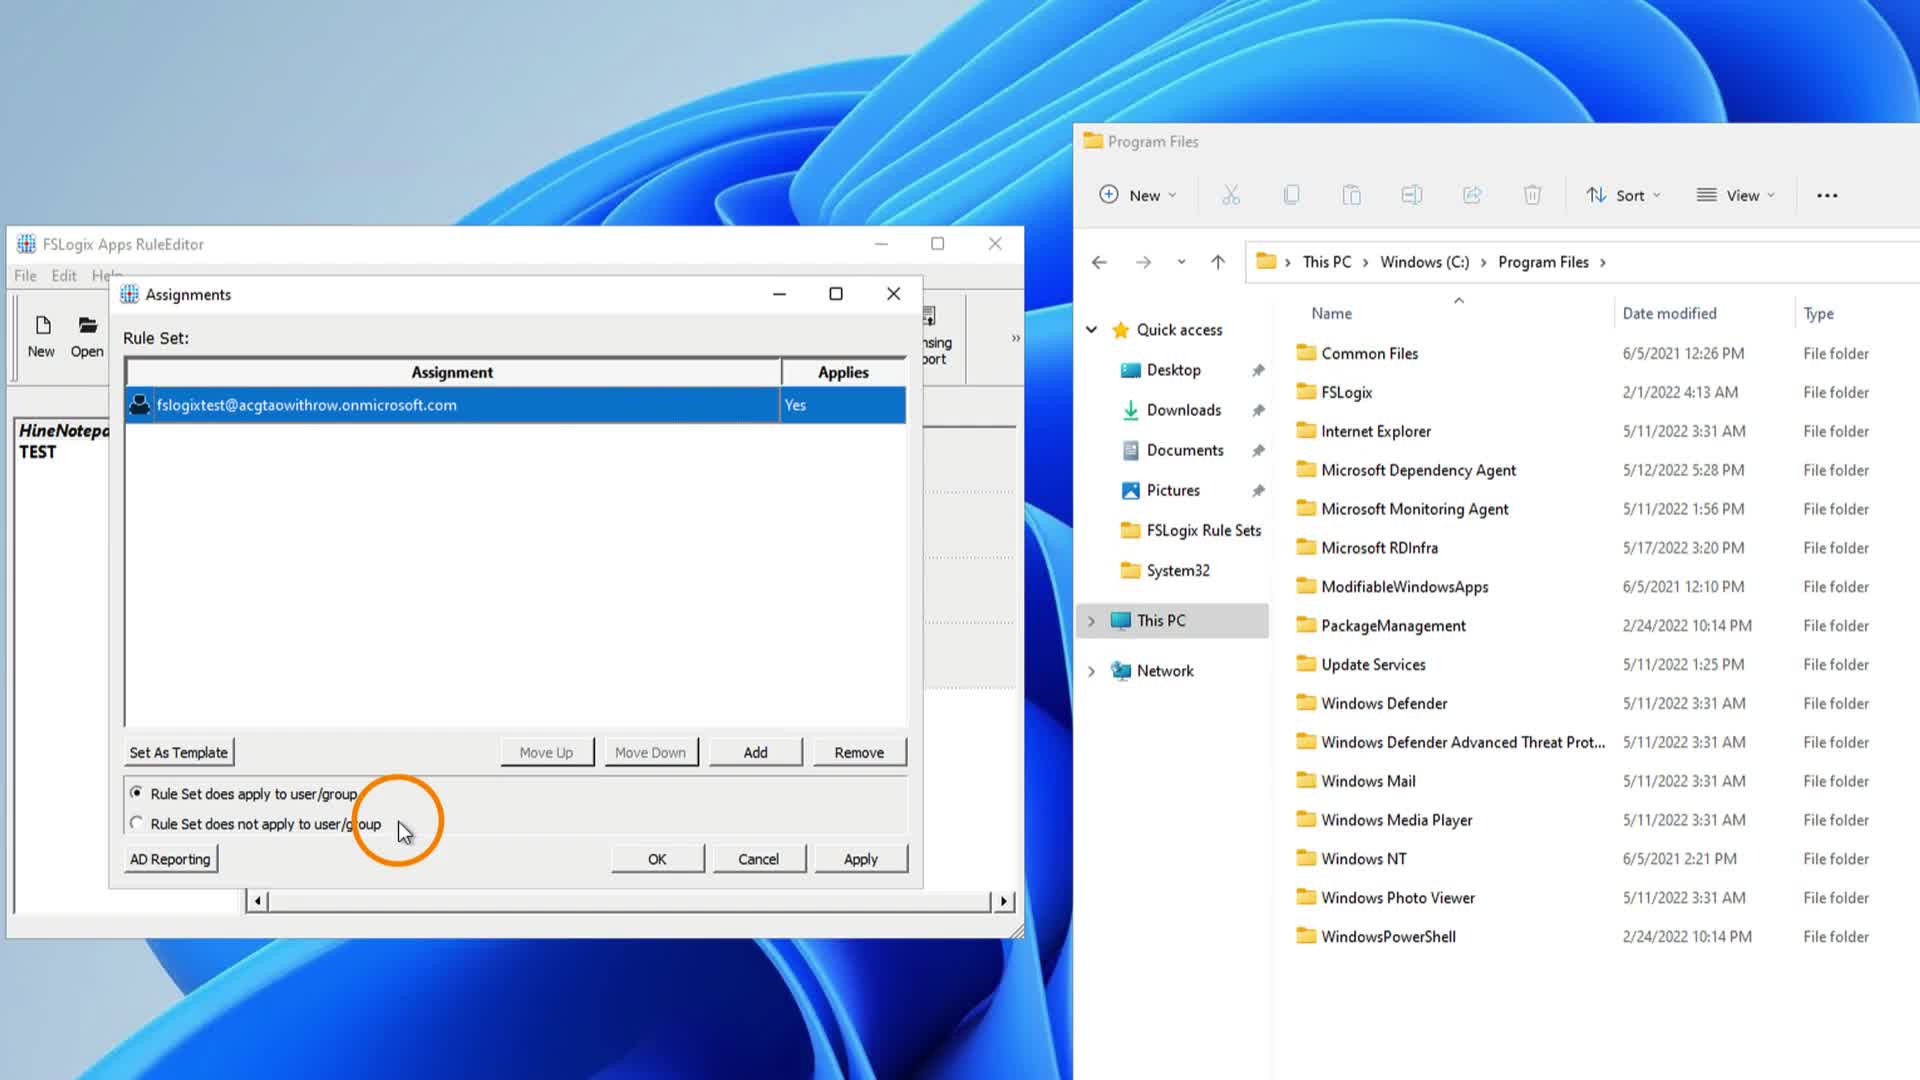 Program Files
New
Sort
View
This PC
Windows (C:)
Program Files
Name
Date modified
Type
Quick access
Desktop
Downloads
Documents
Pictures
FSLogix Rule Sets
System32
This PC
Network
Common Files 6/5/2021 12:26 PM File folder
FSLogix 2/1/2022 4:13 AM File folder
Internet Explorer 5/11/2022 3:31 AM File folder
Microsoft Dependency Agent 5/12/2022 5:28 PM File folder
Microsoft Monitoring Agent 5/11/2022 1:56 PM File folder
Microsoft RDInfra 5/17/2022 3:20 PM File folder
ModifiableWindowsApps 6/5/2021 12:10 PM File folder
PackageManagement 2/24/2022 10:14 PM File folder
Update Services 5/11/2022 1:25 PM File folder
Windows Defender 5/11/2022 3:31 AM File folder
Windows Defender Advanced Threat Prot... 5/11/2022 3:31 AM File folder
Windows Mail 5/11/2022 3:31 AM File folder
Windows Media Player 5/11/2022 3:31 AM File folder
Windows NT 6/5/2021 2:21 PM File folder
Windows Photo Viewer 5/11/2022 3:31 AM File folder
WindowsPowerShell 2/24/2022 10:14 PM File folder
FSLogix Apps RuleEditor
File Edit Help
New
Open
nsing
port
HineNotepa
TEST
Assignments
Rule Set:
Assignment
Applies
fslogixtest@acgtaowithrow.onmicrosoft.com
Yes
Set As Template
Move Up
Move Down
Add
Remove
Rule Set does apply to user/group
Rule Set does not apply to user/group
AD Reporting
OK
Cancel
Apply